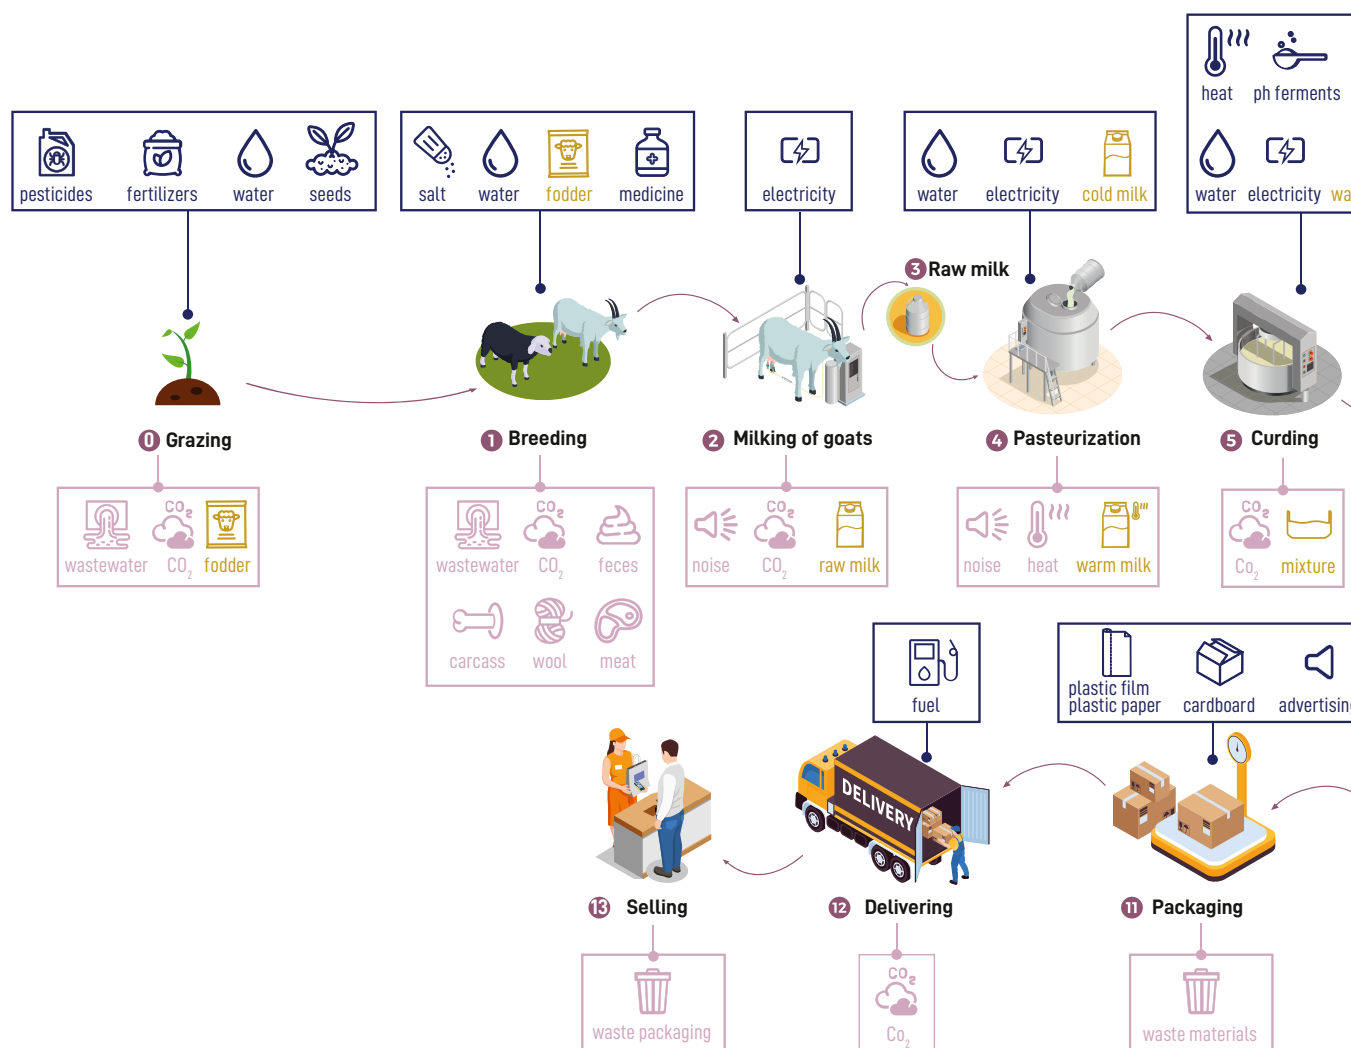 heat ph ferments
pesticides fertilizers water seeds
salt water fodder medicine
electricity
water electricity cold milk
water electricity
3 Raw milk
0 Grazing
1 Breeding
2 Milking of goats
4 Pasteurization
5 Curding
CO2
wastewater CO2 fodder
CO2
wastewater CO2 feces
carcass wool meat
CO2
noise CO2 raw milk
noise heat warm milk
CO2
Co2 mixture
fuel
plastic film
plastic paper cardboard advertising
DELIVERY
13 Selling
12 Delivering
11 Packaging
waste packaging
CO2
Co2
waste materials